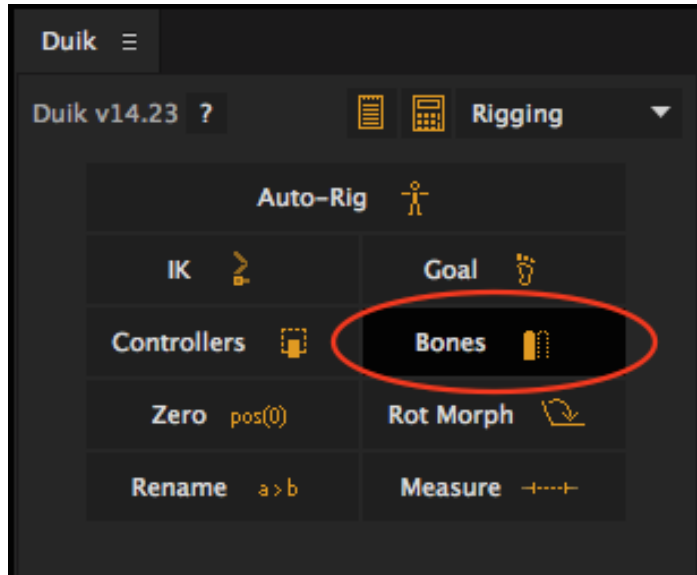 Duik
Duik v14.23 ? Rigging
Auto-Rig
IK Goal
Controllers Bones
Zero pos(0) Rot Morph
Rename a>b Measure